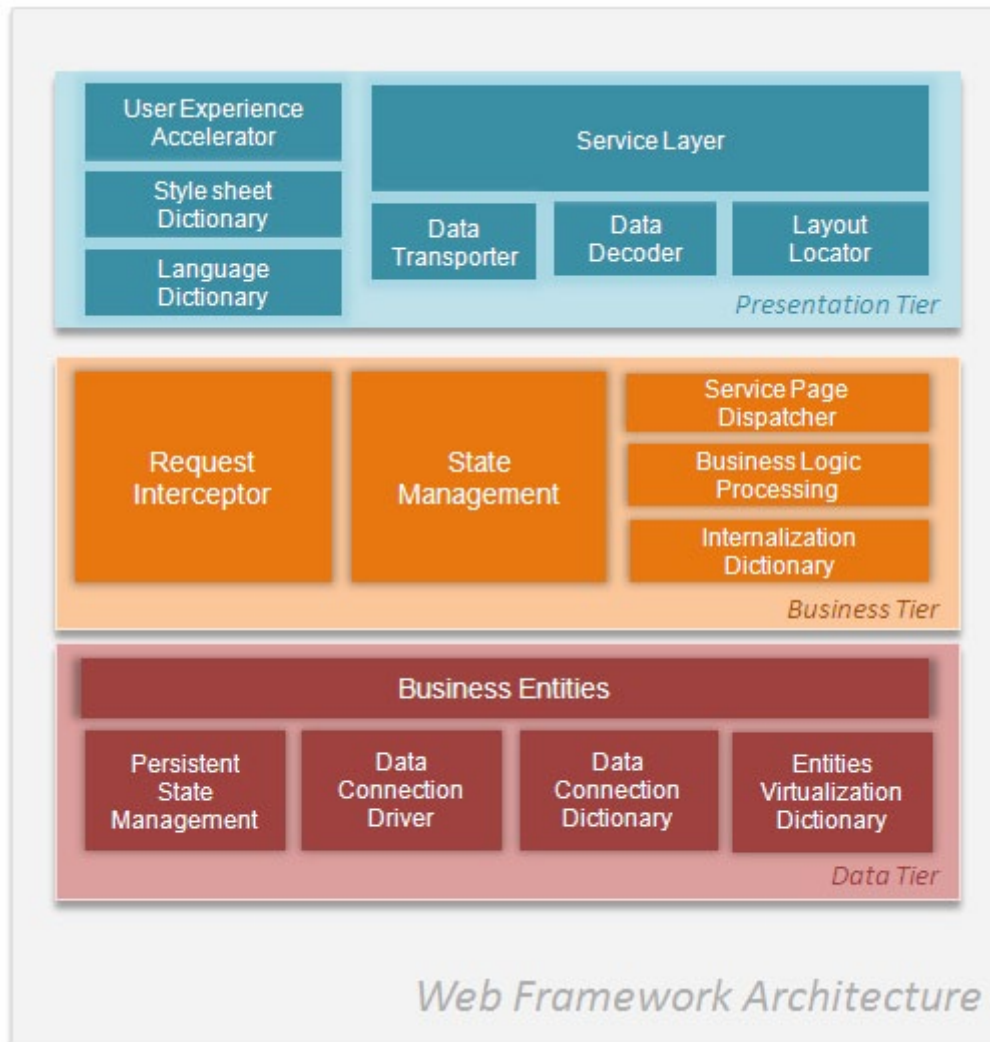 User Experience
Accelerator
Style sheet
Dictionary
Language
Dictionary
Service Layer
Data
Transporter
Data
Decoder
Layout
Locator
Presentation Tier
Request
Interceptor
State
Management
Service Page
Dispatcher
Business Logic
Processing
Internalization
Dictionary
Business Tier
Business Entities
Persistent
State
Management
Data
Connection
Driver
Data
Connection
Dictionary
Entities
Virtualization
Dictionary
Data Tier
Web Framework Architecture